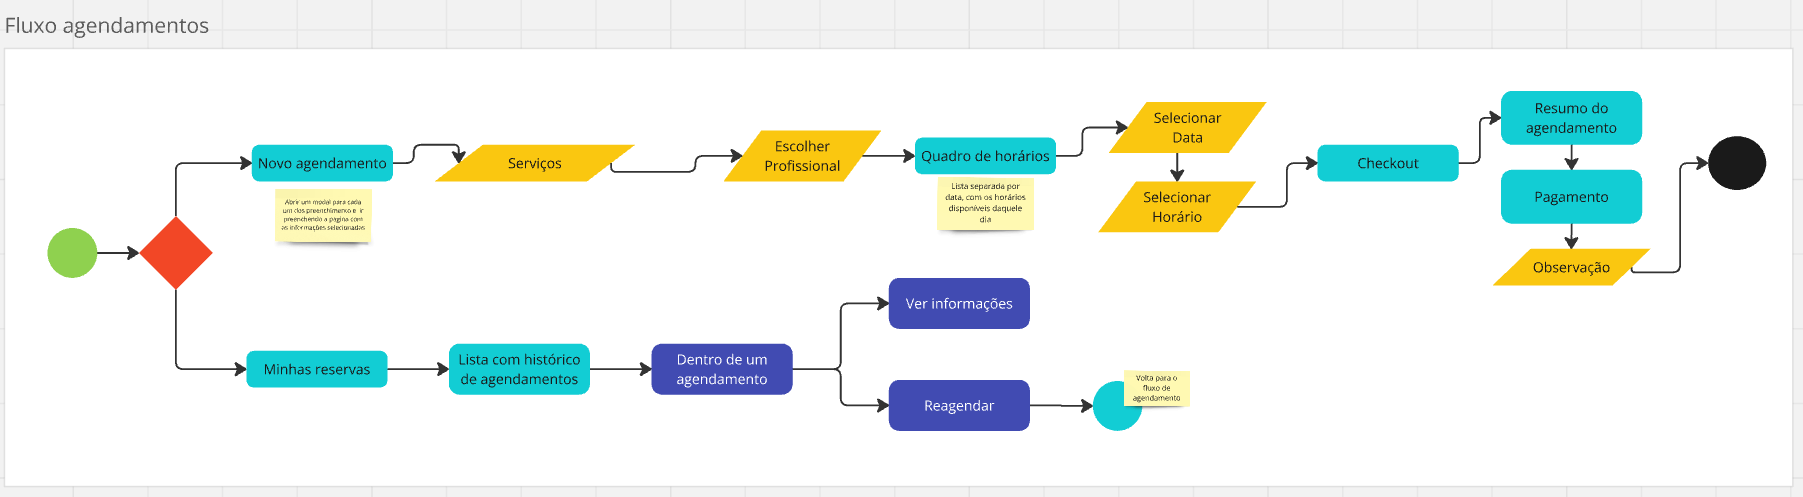 Fluxo agendamentos
Novo agendamento
Abrir um modal para cada
um dos preenchimento e ir
preenchendo a pagina com
as informações selecionadas
Serviços
Escolher
Profissional
Quadro de horários
Lista separada por
data, com os horários
disponíveis daquele
dia
Selecionar
Data
Selecionar
Horário
Checkout
Resumo do
agendamento
Pagamento
Observação
Minhas reservas
Lista com histórico
de agendamentos
Dentro de um
agendamento
Ver informações
Reagendar
Volta para o
fluxo de
agendamento